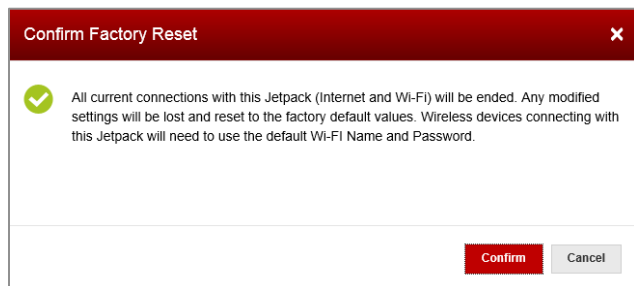 Confirm Factory Reset
All current connections with this Jetpack (Internet and Wi-Fi) will be ended. Any modified
settings will be lost and reset to the factory default values. Wireless devices connecting with
this Jetpack will need to use the default Wi-FI Name and Password.
Confirm Cancel